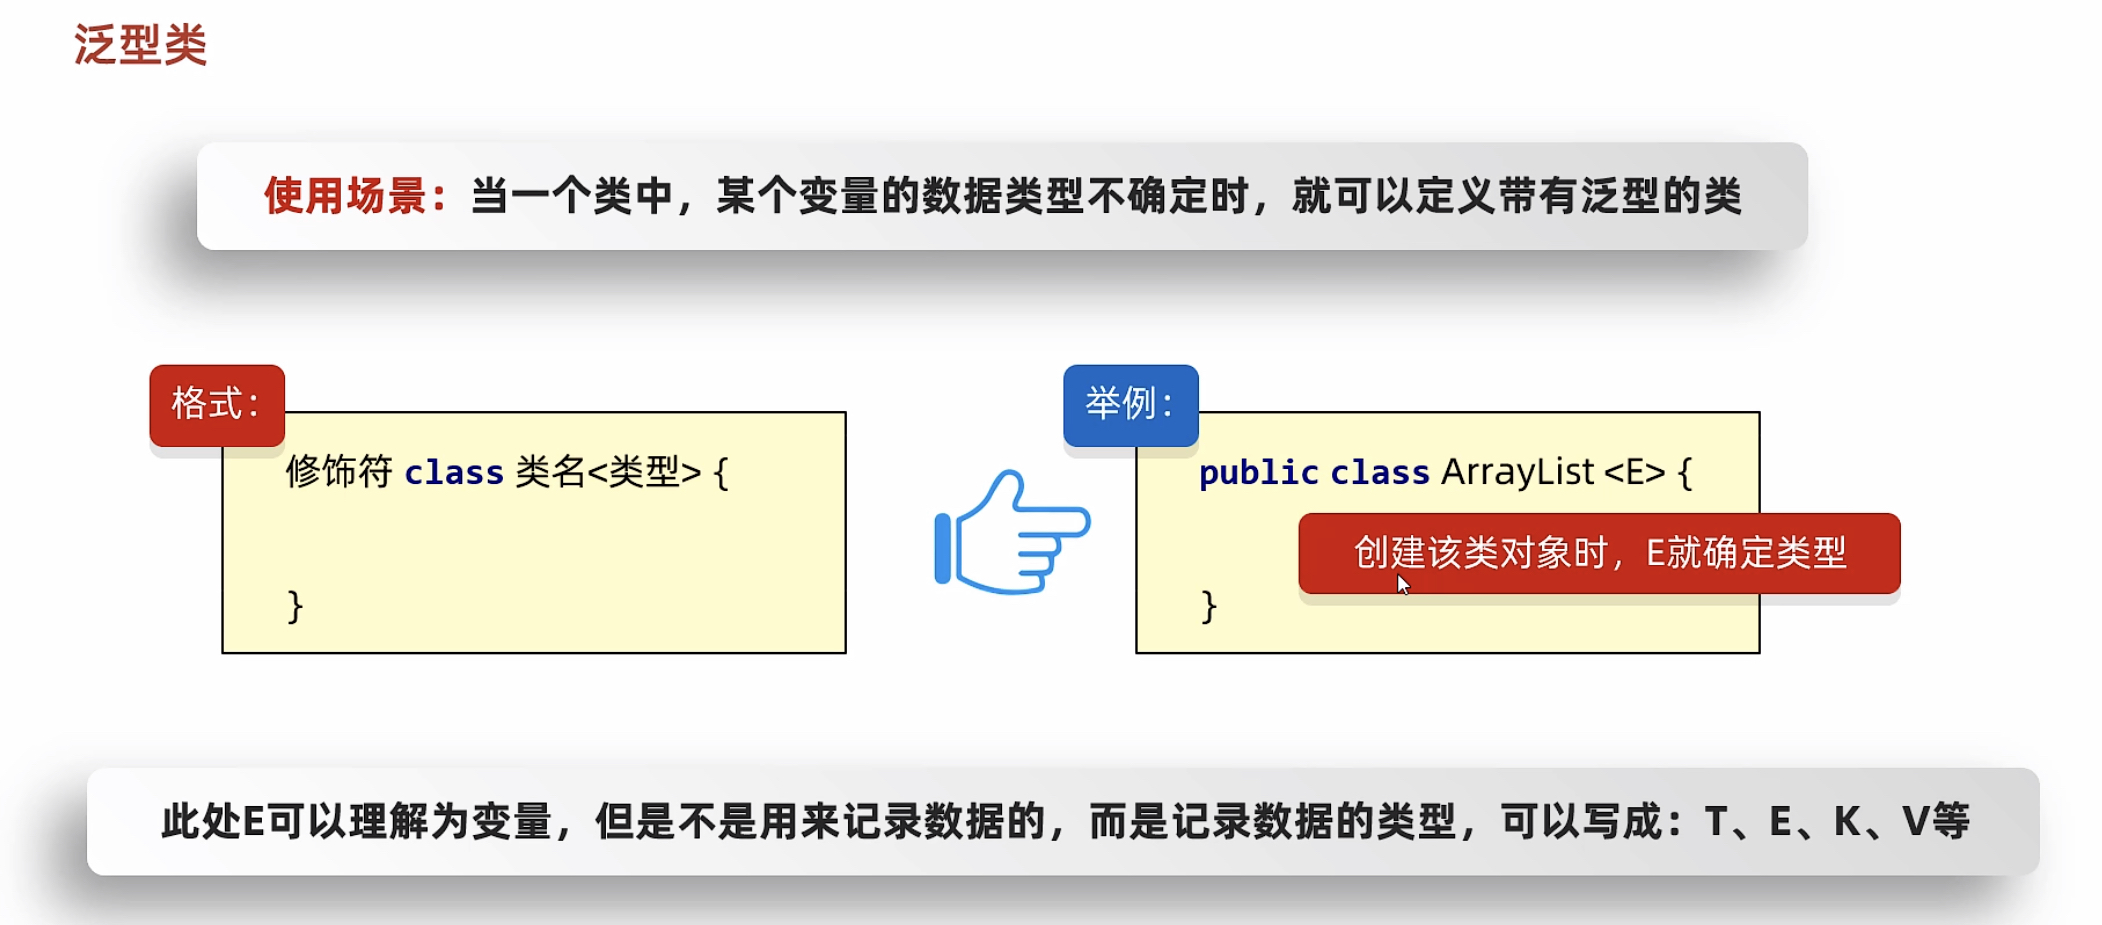 泛型类
使用场景：当一个类中，某个变量的数据类型不确定时，就可以定义带有泛型的类
格式：
修饰符 class 类名<类型> {
}
举例：
public class ArrayList <E> {
创建该类对象时，E就确定类型
}
此处E可以理解为变量，但是不是用来记录数据的，而是记录数据的类型，可以写成：T、E、K、V等